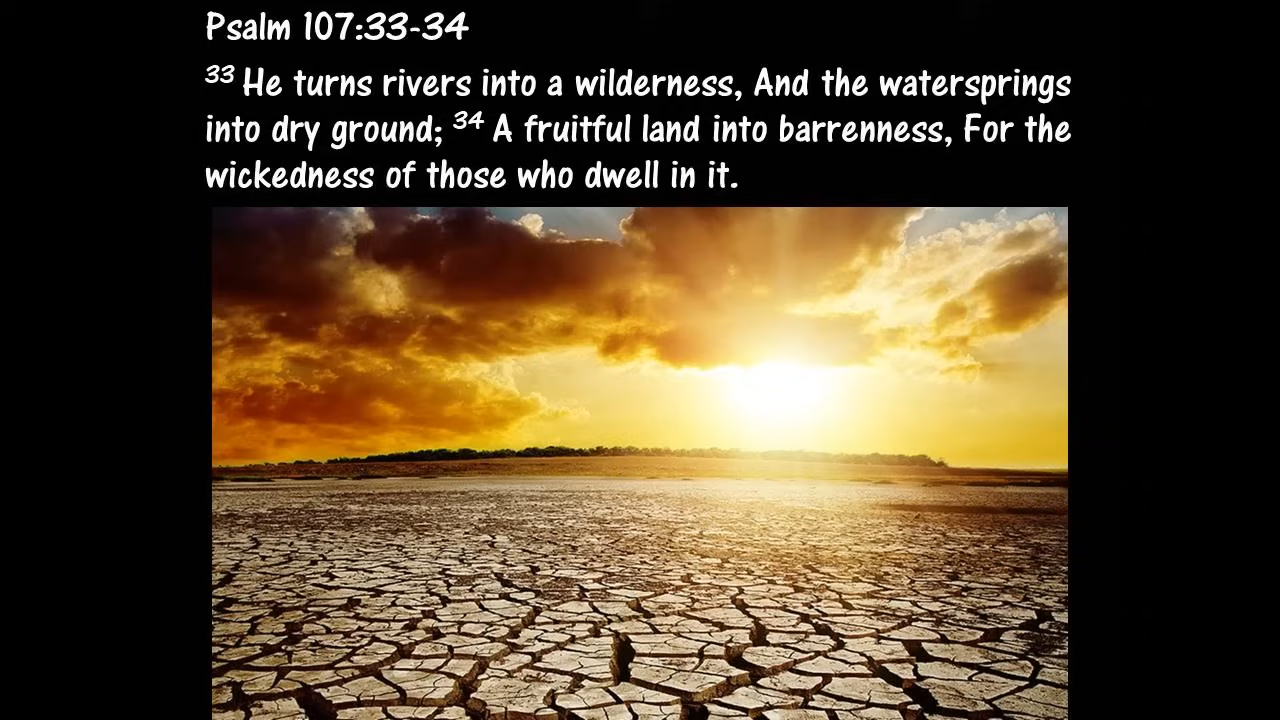 Psalm 107:33-34
33 He turns rivers into a wilderness, And the watersprings
into dry ground; 34 A fruitful land into barrenness, For the
wickedness of those who dwell in it.